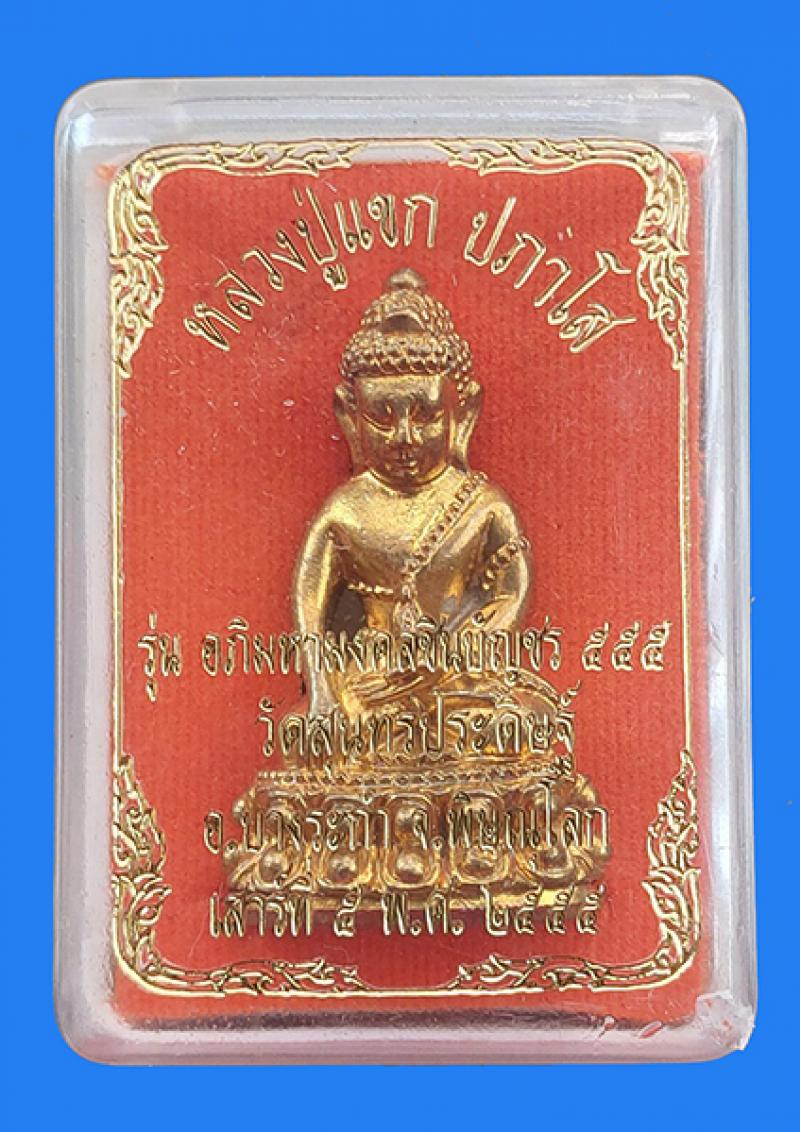 หลวงปู่แขก ปภาโส
รุ่น อภิมหามงคลชินบัญชร ๕๕๕
วัดสุนทรประดิษฐ์
อ.บางระกำ จ.พิษณุโลก
เสาร์ที่ ๕ พ.ศ. ๒๕๕๕